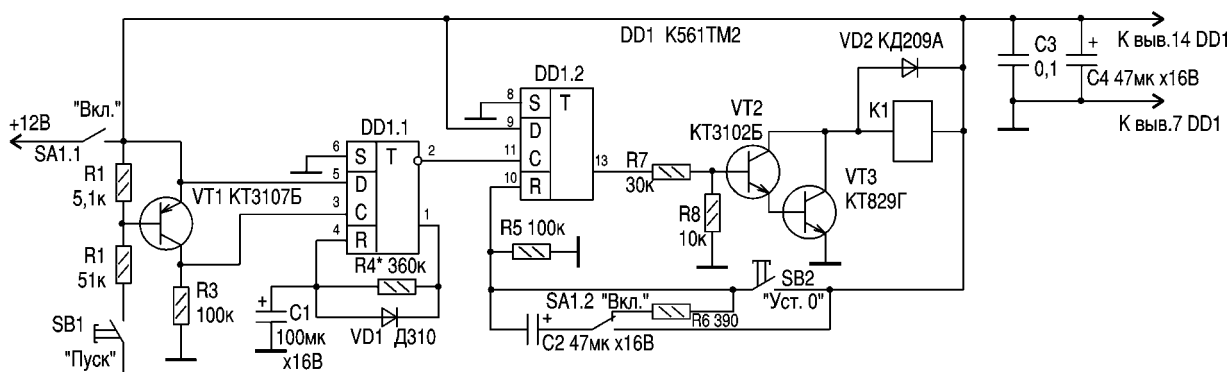 DD1 К561ТМ2
VD2 КД209А
C3
0,1
+
C4 47мк х16В
К выв.14 DD1
К выв.7 DD1
"Вкл."
+12В
SA1.1
R1
5,1к
VT1 КТ3107Б
R1
51к
R3
100к
SB1
"Пуск"
DD1.1
6
S
T
2
5
D
3
C
1
4
R
R4* 360к
+
C1
100мк
х16В
VD1 Д310
DD1.2
8
S
T
9
D
11
C
13
10
R
R5 100к
R7
30к
R8
10к
VT2
КТ3102Б
K1
VT3
КТ829Г
SB2
"Уст. 0"
SA1.2 "Вкл."
R6 390
+
C2 47мк х16В